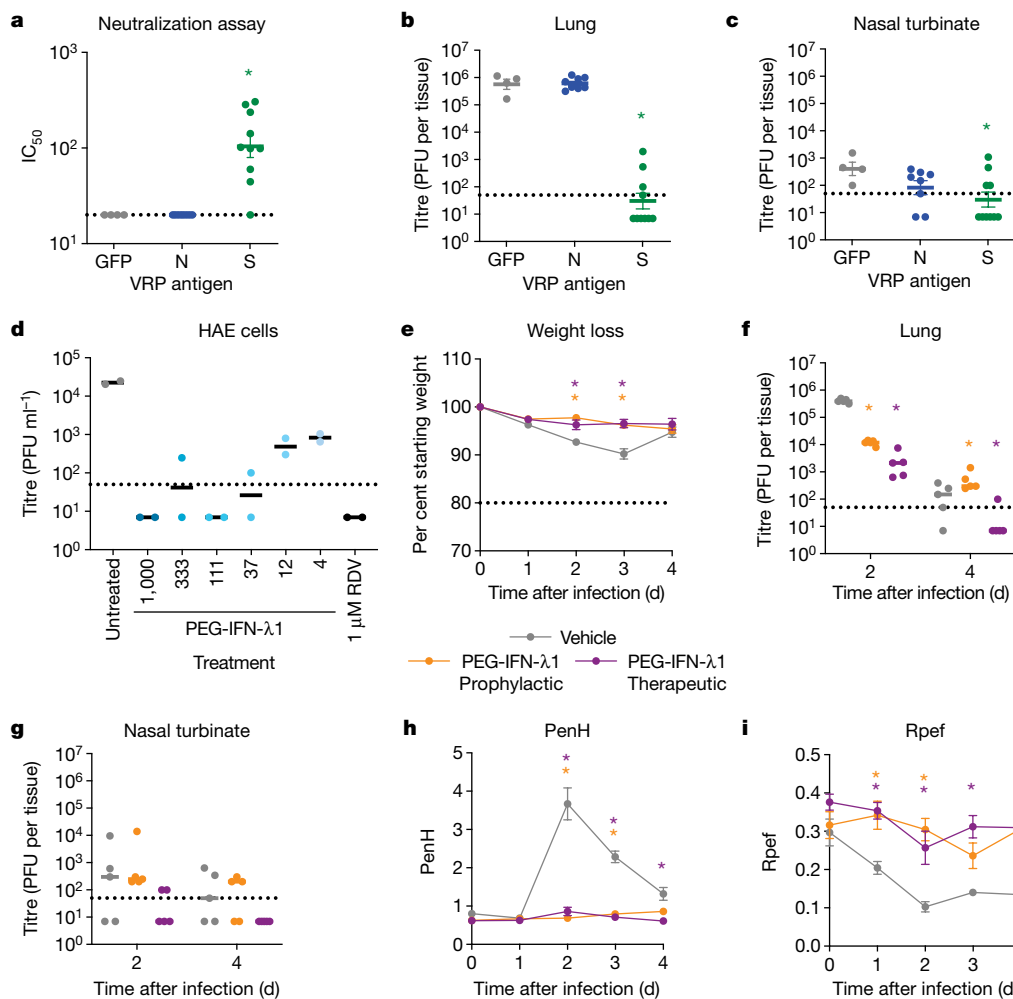 a Neutralization assay
10³
10²
10¹
IC₅₀
*
GFP N S
VRP antigen
b Lung
10⁷
10⁶
10⁵
10⁴
10³
10²
10¹
10⁰
Titre (PFU per tissue)
*
GFP N S
VRP antigen
c Nasal turbinate
10⁷
10⁶
10⁵
10⁴
10³
10²
10¹
10⁰
Titre (PFU per tissue)
*
GFP N S
VRP antigen
d HAE cells
10⁵
10⁴
10³
10²
10¹
10⁰
Titre (PFU ml⁻¹)
Untreated 1,000 333 111 37 12 4 1 μM RDV
PEG-IFN-λ1
Treatment
e Weight loss
110
100
90
80
70
Per cent starting weight
* *
* *
0 1 2 3 4
Time after infection (d)
f Lung
10⁷
10⁶
10⁵
10⁴
10³
10²
10¹
10⁰
Titre (PFU per tissue)
* *
* *
2 4
Time after infection (d)
Vehicle
PEG-IFN-λ1 PEG-IFN-λ1
Prophylactic Therapeutic
g Nasal turbinate
10⁷
10⁶
10⁵
10⁴
10³
10²
10¹
10⁰
Titre (PFU per tissue)
2 4
Time after infection (d)
h PenH
5
4
3
2
1
0
PenH
*
*
*
*
*
0 1 2 3 4
Time after infection (d)
i Rpef
0.5
0.4
0.3
0.2
0.1
0.0
Rpef
* *
* * *
0 1 2 3
Time after infection (d)